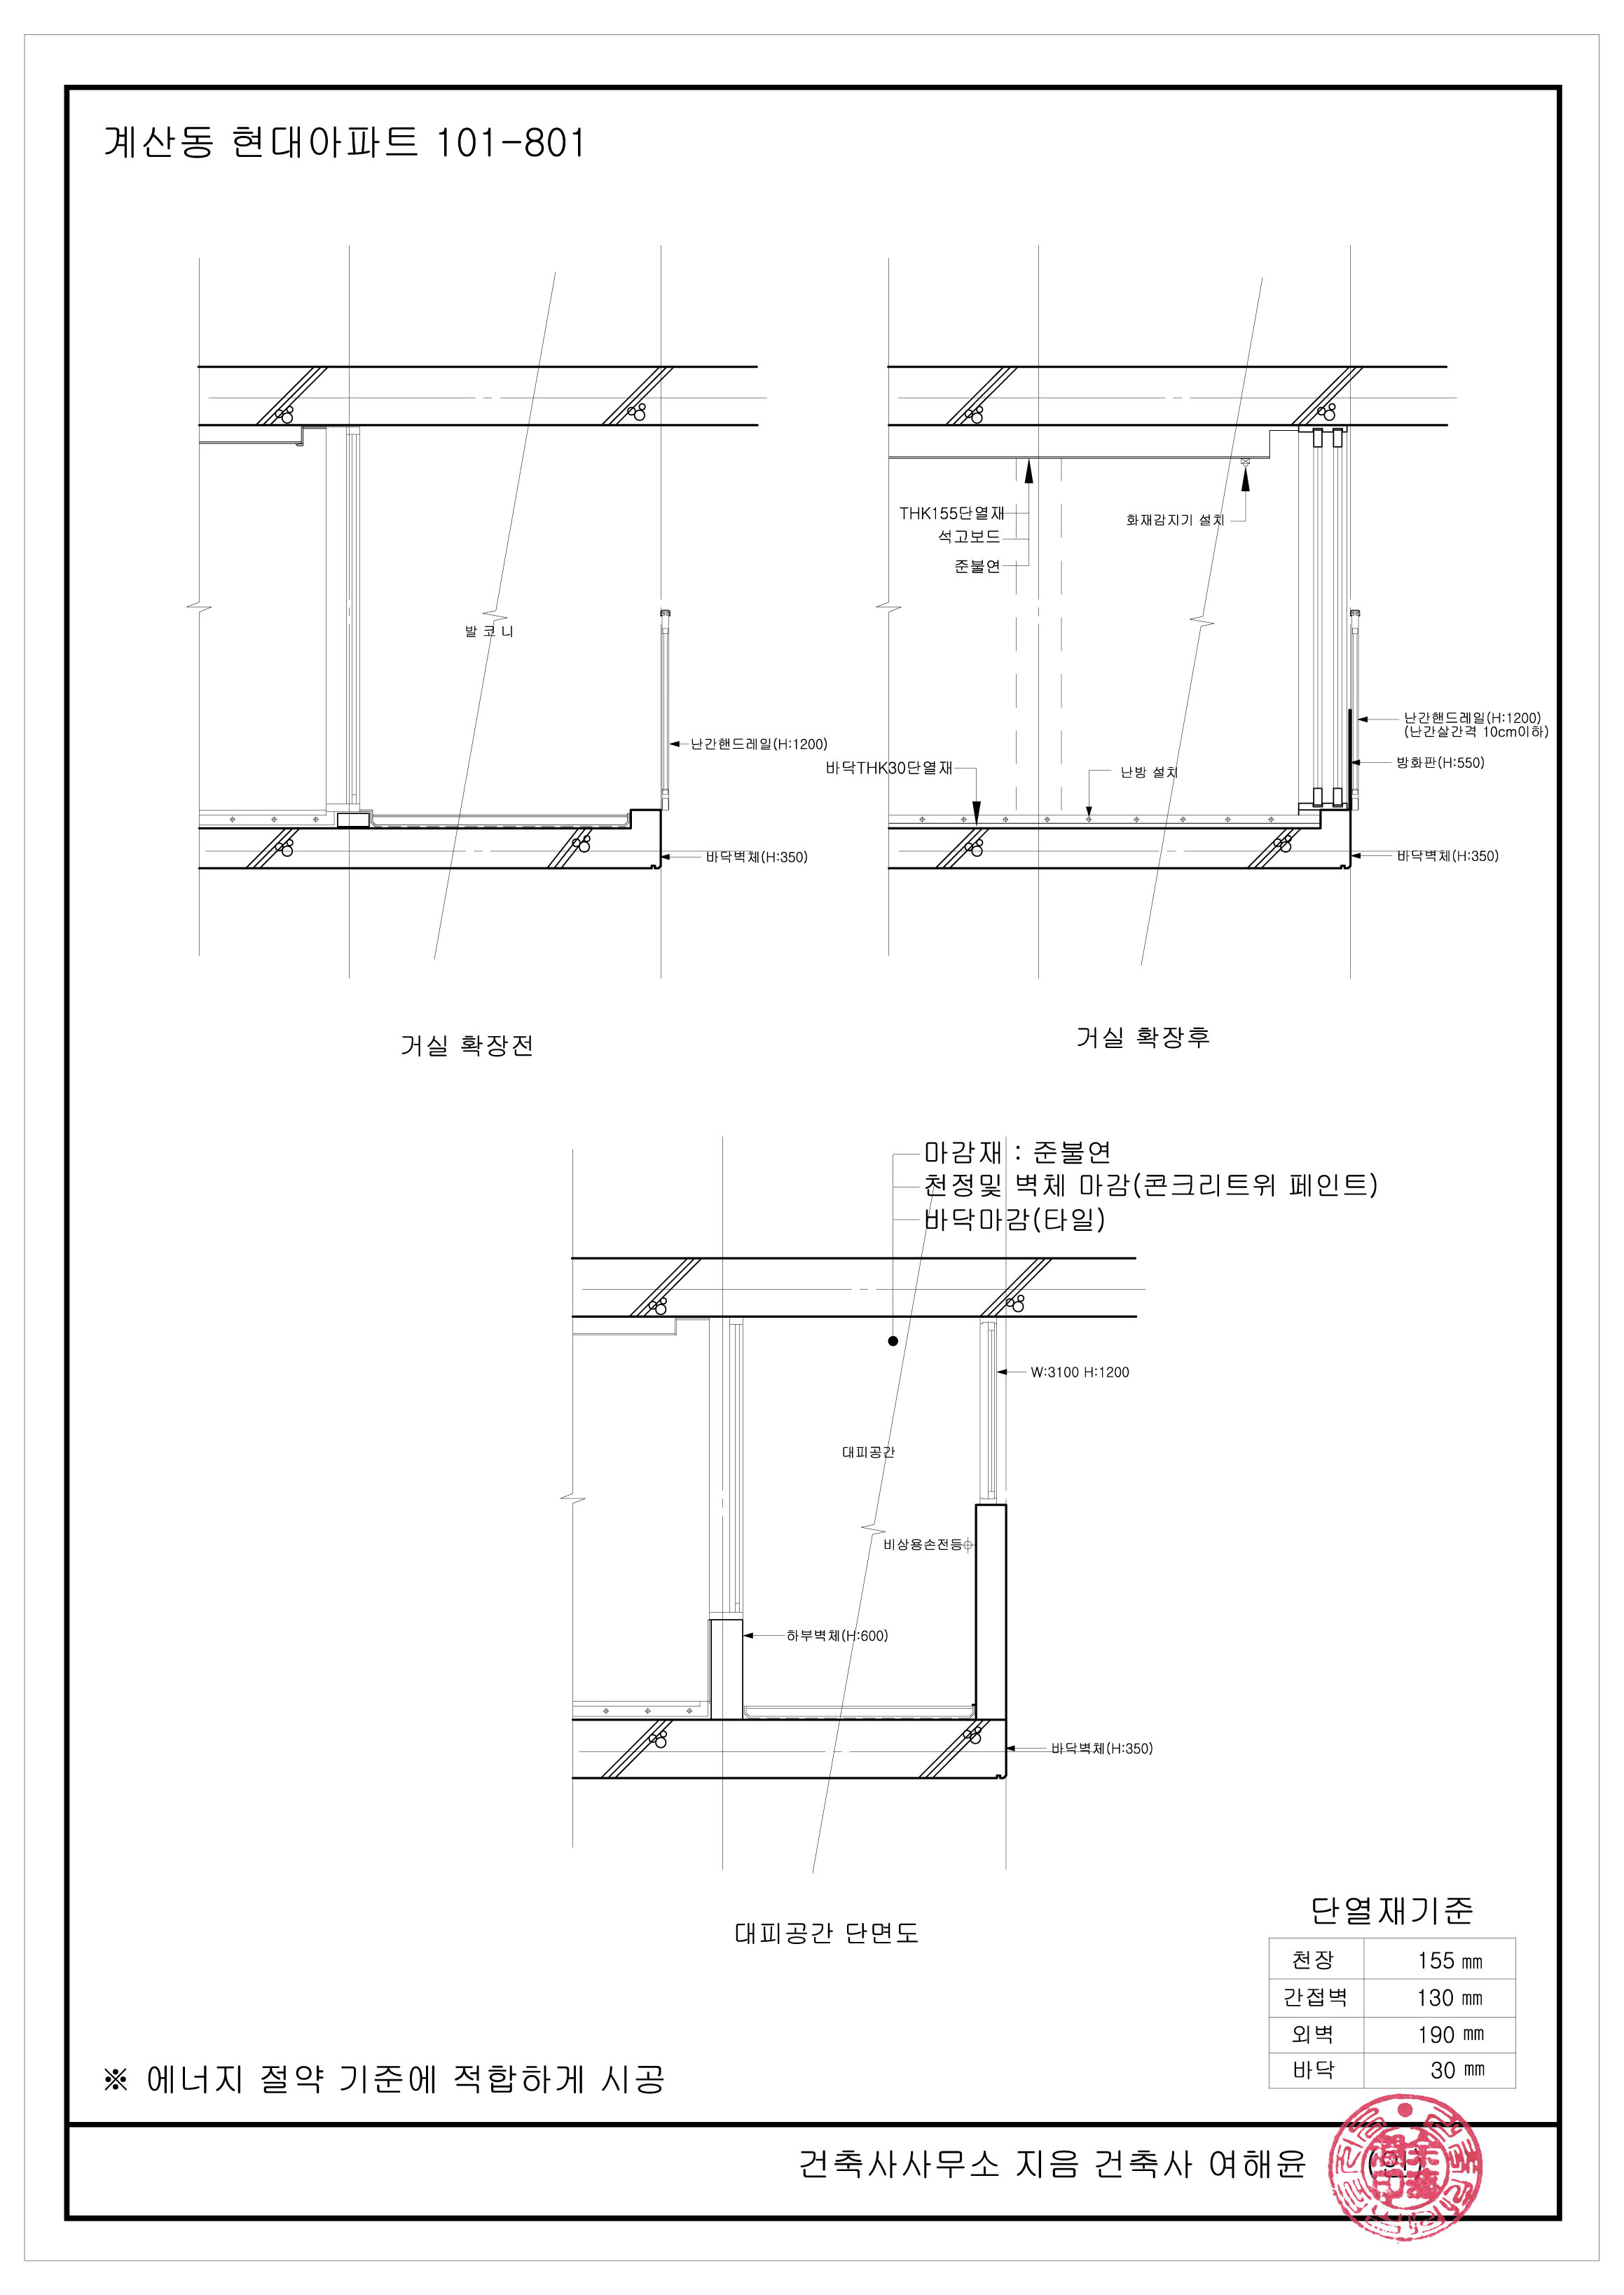 계산동 현대아파트 101-801
발 코 니
난간핸드레일(H:1200)
바닥벽체(H:350)
거실 확장전
THK155단열재
석고보드
준불연
화재감지기 설치
바닥THK30단열재
난방 설치
난간핸드레일(H:1200)
(난간살간격 10cm이하)
방화판(H:550)
바닥벽체(H:350)
거실 확장후
마감재 : 준불연
천정및 벽체 마감(콘크리트위 페인트)
바닥마감(타일)
W:3100 H:1200
대피공간
비상용손전등
하부벽체(H:600)
바닥벽체(H:350)
대피공간 단면도
단열재기준
천장 155 ㎜
간접벽 130 ㎜
외벽 190 ㎜
바닥 30 ㎜
※ 에너지 절약 기준에 적합하게 시공
건축사사무소 지음 건축사 여해윤 (인)